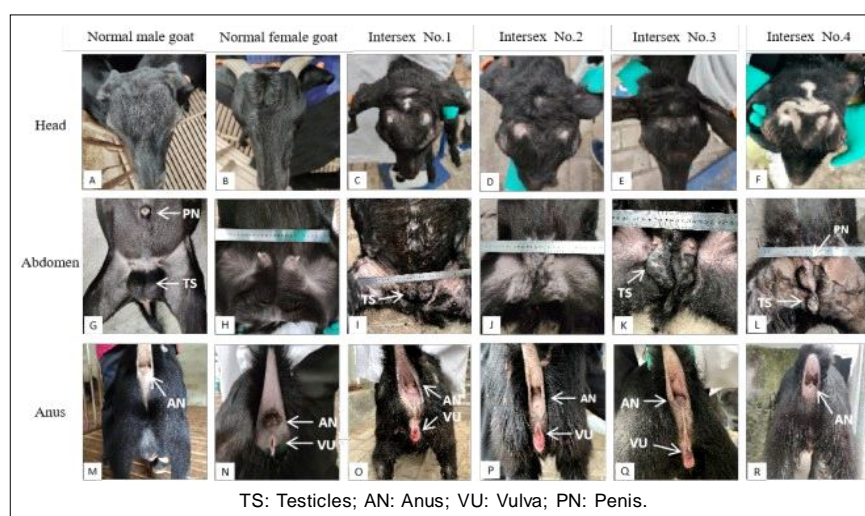 Normal male goat Normal female goat Intersex No.1 Intersex No.2 Intersex No.3 Intersex No.4
Head
A B C D E F
PN
PN
Abdomen
TS
TS
TS
TS
G H I J K L
Anus
AN AN AN AN AN AN
VU VU VU VU
M N O P Q R
TS: Testicles; AN: Anus; VU: Vulva; PN: Penis.